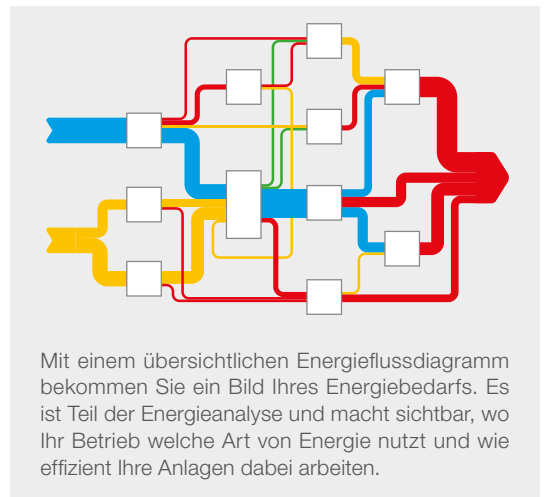 Mit einem übersichtlichen Energieflussdiagramm
bekommen Sie ein Bild Ihres Energiebedarfs. Es
ist Teil der Energieanalyse und macht sichtbar, wo
Ihr Betrieb welche Art von Energie nutzt und wie
effizient Ihre Anlagen dabei arbeiten.